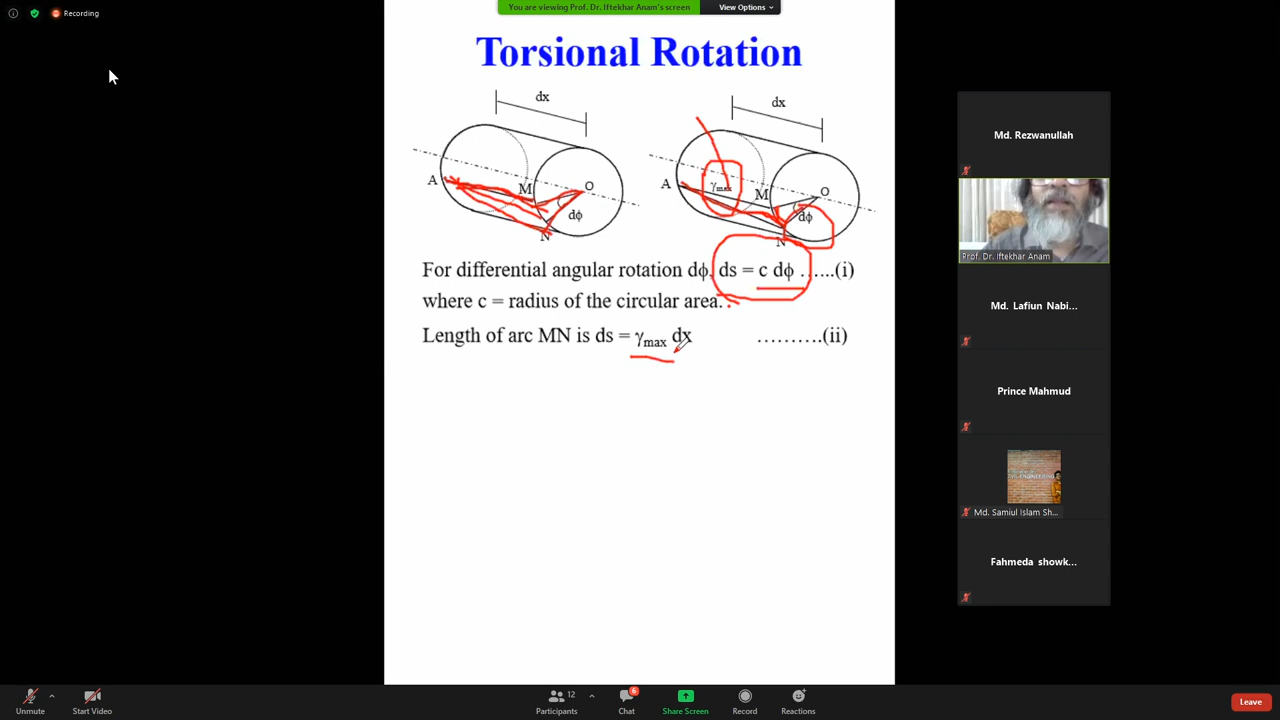 Recording
You are viewing Prof. Dr. Iftekhar Anam's screen
View Options
Torsional Rotation
dx
dx
A
M
O
dϕ
N
A
γmax
M
O
dϕ
N
For differential angular rotation dϕ, ds = c dϕ ……(i)
where c = radius of the circular area.
Length of arc MN is ds = γmax dx ……….(ii)
Md. Rezwanullah
Prof. Dr. Iftekhar Anam
Md. Lafiun Nabi...
Prince Mahmud
Md. Samiul Islam Sh...
Fahmeda showk...
Unmute
Start Video
Participants
12
Chat
6
Share Screen
Record
Reactions
Leave